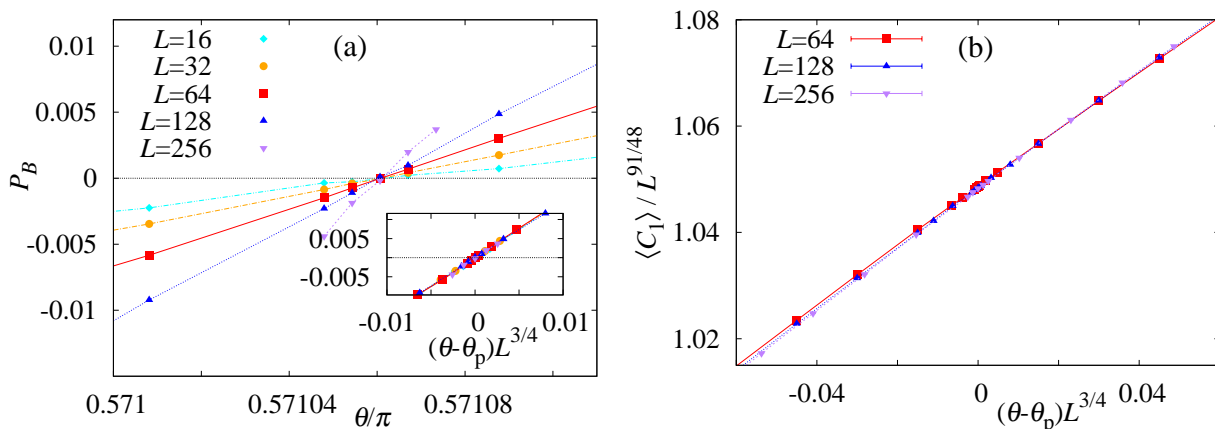 (a)
L=16
L=32
L=64
L=128
L=256
P_B
0.01
0.005
0
-0.005
-0.01
0.571
0.57104
0.57108
θ/π
0.005
-0.005
-0.01
0
0.01
(θ-θ_p)L^{3/4}
(b)
L=64
L=128
L=256
⟨C_1⟩ / L^{91/48}
1.08
1.06
1.04
1.02
-0.04
0
0.04
(θ-θ_p)L^{3/4}